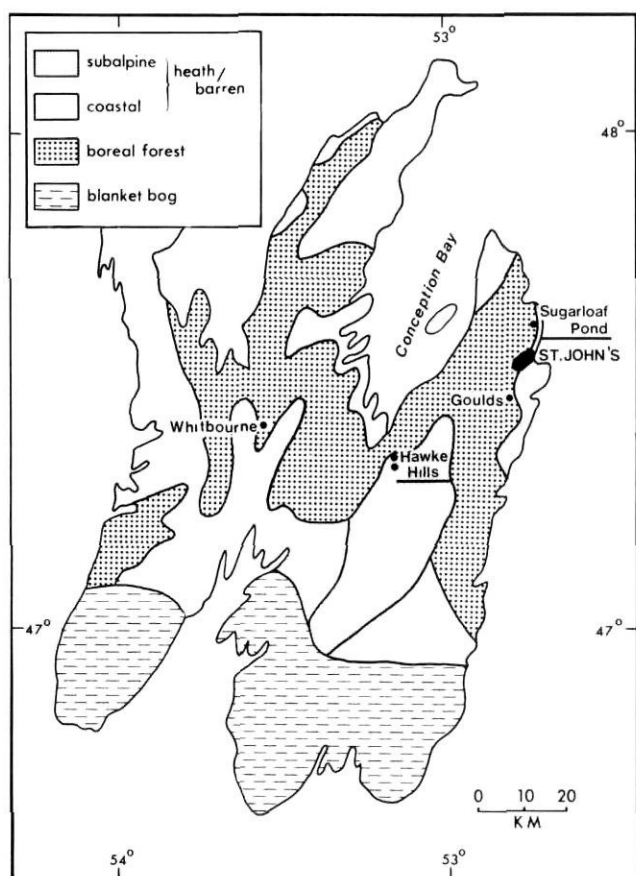 53°
subalpine
heath/
barren
coastal
boreal forest
blanket bog
48°
Conception Bay
Sugarloaf
Pond
ST. JOHN'S
Goulds
Whitbourne
Hawke
Hills
47°
47°
0 10 20
KM
54°
53°